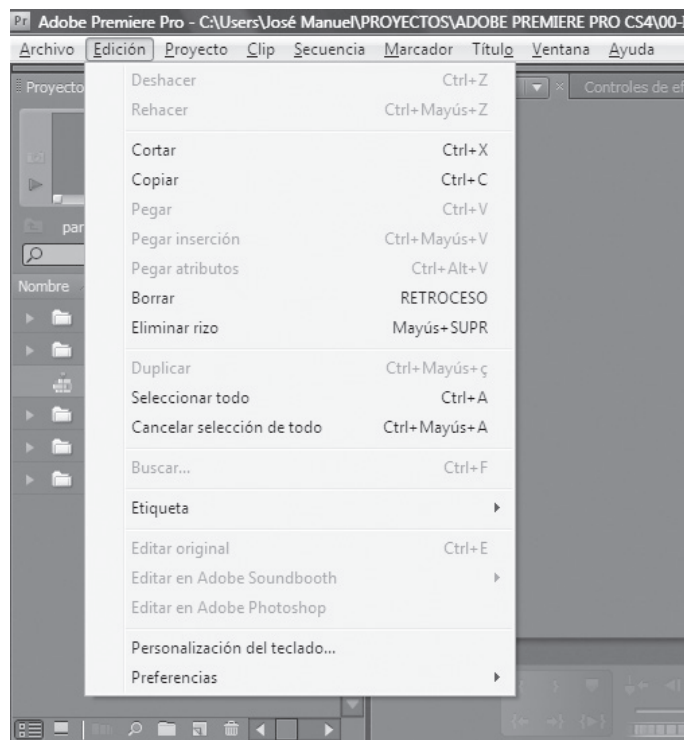 Pr Adobe Premiere Pro - C:\Users\José Manuel\PROYECTOS\ADOBE PREMIERE PRO CS4\00-
Archivo Edición Proyecto Clip Secuencia Marcador Título Ventana Ayuda
Proyecto Controles de ef
Deshacer Ctrl+Z
Rehacer Ctrl+Mayús+Z
Cortar Ctrl+X
Copiar Ctrl+C
Pegar Ctrl+V
par
Pegar inserción Ctrl+Mayús+V
Pegar atributos Ctrl+Alt+V
Nombre
Borrar RETROCESO
Eliminar rizo Mayús+SUPR
Duplicar Ctrl+Mayús+ç
Seleccionar todo Ctrl+A
Cancelar selección de todo Ctrl+Mayús+A
Buscar... Ctrl+F
Etiqueta
Editar original Ctrl+E
Editar en Adobe Soundbooth
Editar en Adobe Photoshop
Personalización del teclado...
Preferencias